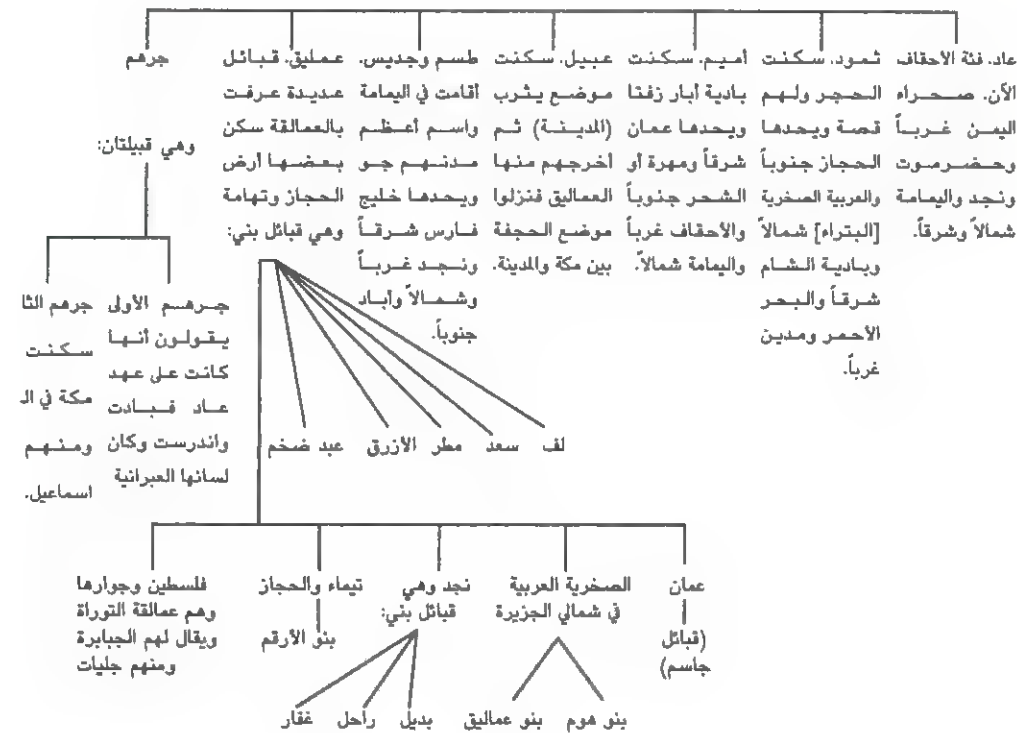 عاد. فئة الأحقاف
الآن. صحراء
اليمن غرباً
وحضرموت
ونجد واليمامة
شمالاً وشرقاً.
ثمود. سكنت
الحجر ولهم
قصة ويحدها
الحجاز جنوباً
والعربية الصخرية
[البتراء] شمالاً
وبادية الشام
شرقاً والبحر
الأحمر ومدين
غرباً.
أميم. سكنت
بادية أبار زفتا
ويحدها عمان
شرقاً ومهرة أو
الشحر جنوباً
والأحقاف غرباً
واليمامة شمالاً.
عبيل. سكنت
موضع يثرب
(المدينة) ثم
أخرجهم منها
العماليق فنزلوا
موضع الحجفة
بين مكة والمدينة.
طسم وجديس.
أقامت في اليمامة
واسم أعظم
مدنهم جو
ويحدها خليج
فارس شرقاً
ونجد غرباً
وشمالاً وأباد
جنوباً.
عمليق. قبائل
عديدة عرفت
بالعمالقة سكن
بعضها أرض
الحجاز وتهامة
وهي قبائل بني:
جرهم
وهي قبيلتان:
جرهم الأولى
يقولون أنها
كانت على عهد
عاد قبادت
واندرست وكان
لسانها العبرانية
جرهم الثا
سكنت
مكة في الـ
ومنهم
اسماعيل.
لف سعد مطر الأزرق عبد ضخم
عمان
(قبائل
جاسم)
الصخرية العربية
في شمالي الجزيرة
بنو هوم بنو عماليق
نجد وهي
قبائل بني:
بديل راحل غفار
تيماء والحجاز
بنو الأرقم
فلسطين وجوارها
وهم عمالقة التوراة
ويقال لهم الجبابرة
ومنهم جليات